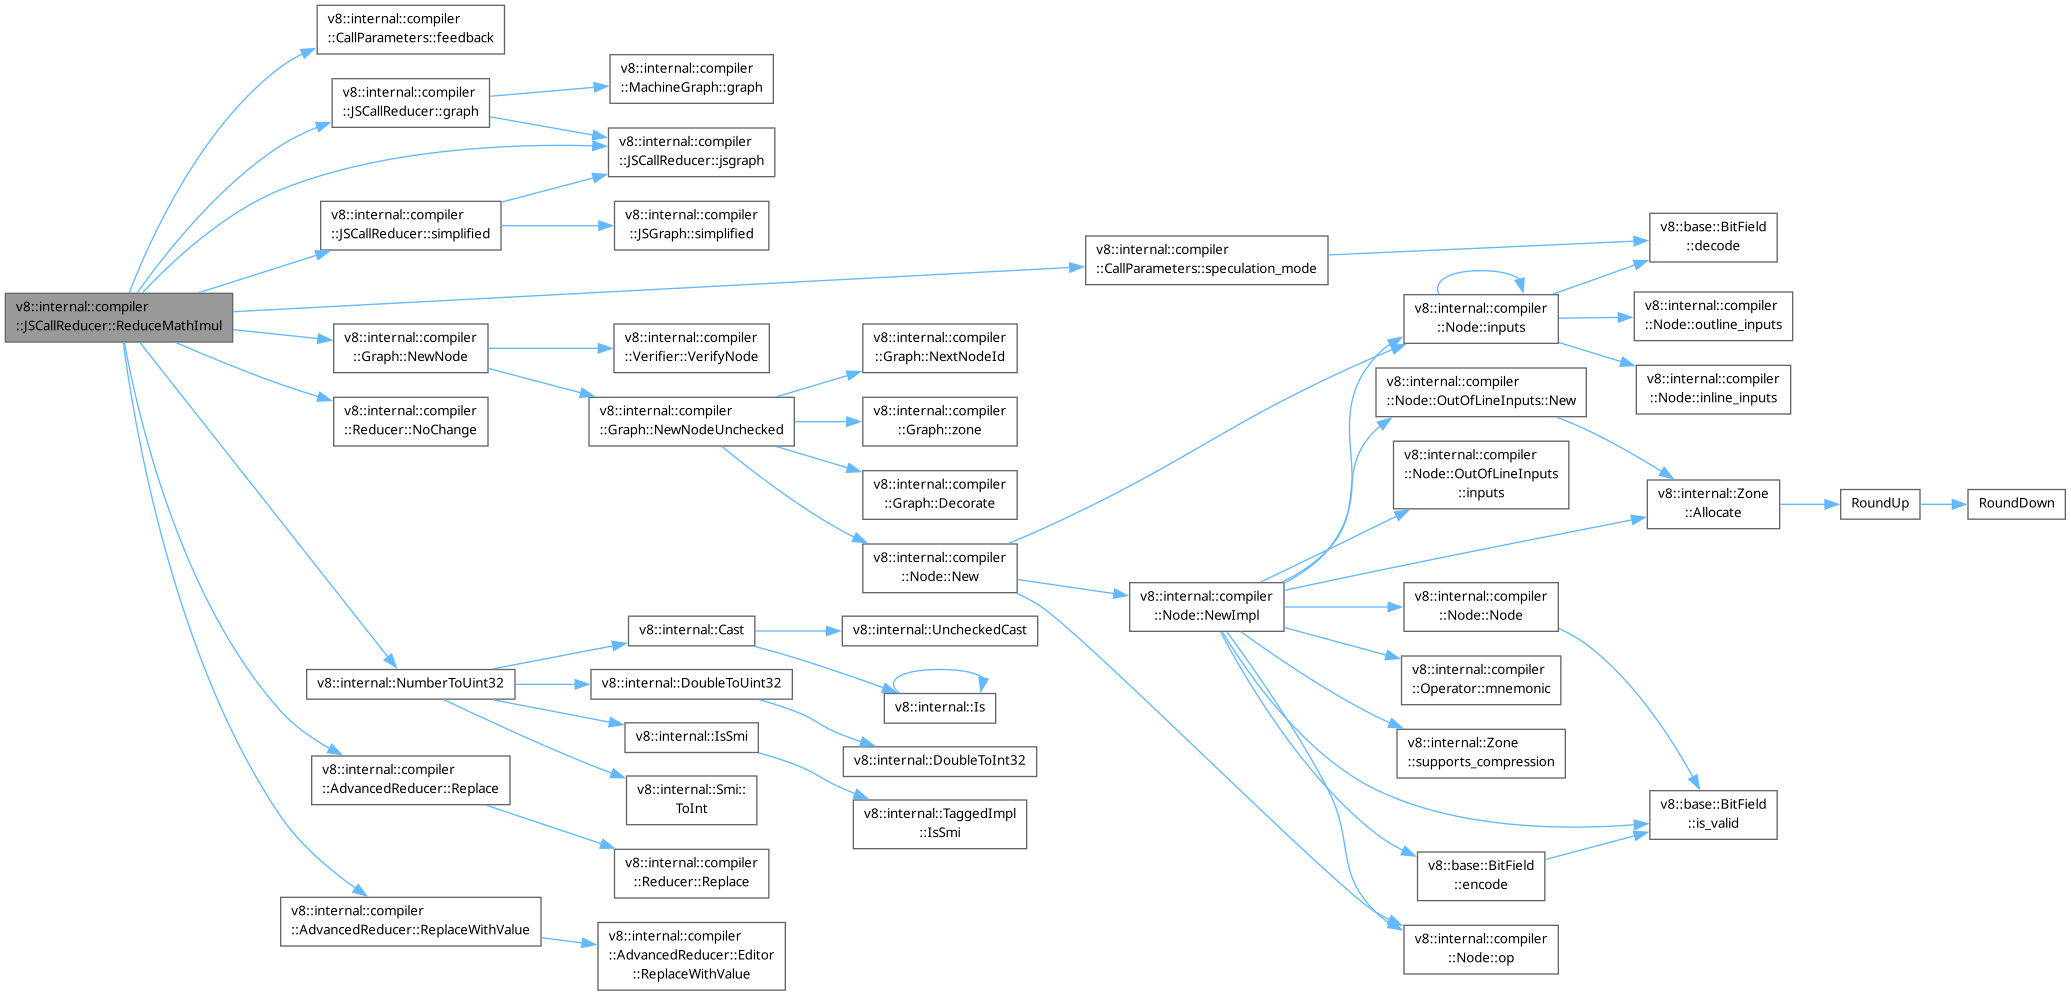 v8::internal::compiler
::JSCallReducer::ReduceMathImul
v8::internal::compiler
::CallParameters::feedback
v8::internal::compiler
::JSCallReducer::graph
v8::internal::compiler
::MachineGraph::graph
v8::internal::compiler
::JSCallReducer::jsgraph
v8::internal::compiler
::JSCallReducer::simplified
v8::internal::compiler
::JSGraph::simplified
v8::internal::compiler
::CallParameters::speculation_mode
v8::base::BitField
::decode
v8::internal::compiler
::Graph::NewNode
v8::internal::compiler
::Verifier::VerifyNode
v8::internal::compiler
::Graph::NewNodeUnchecked
v8::internal::compiler
::Graph::NextNodeId
v8::internal::compiler
::Graph::zone
v8::internal::compiler
::Graph::Decorate
v8::internal::compiler
::Node::New
v8::internal::compiler
::Node::inputs
v8::internal::compiler
::Node::outline_inputs
v8::internal::compiler
::Node::inline_inputs
v8::internal::compiler
::Node::NewImpl
v8::internal::compiler
::Node::OutOfLineInputs::New
v8::internal::compiler
::Node::OutOfLineInputs
::inputs
v8::internal::Zone
::Allocate
RoundUp
RoundDown
v8::internal::compiler
::Node::Node
v8::internal::compiler
::Operator::mnemonic
v8::internal::Zone
::supports_compression
v8::base::BitField
::is_valid
v8::base::BitField
::encode
v8::internal::compiler
::Node::op
v8::internal::compiler
::Reducer::NoChange
v8::internal::NumberToUint32
v8::internal::Cast
v8::internal::UncheckedCast
v8::internal::Is
v8::internal::DoubleToUint32
v8::internal::DoubleToInt32
v8::internal::IsSmi
v8::internal::TaggedImpl
::IsSmi
v8::internal::Smi::
ToInt
v8::internal::compiler
::AdvancedReducer::Replace
v8::internal::compiler
::Reducer::Replace
v8::internal::compiler
::AdvancedReducer::ReplaceWithValue
v8::internal::compiler
::AdvancedReducer::Editor
::ReplaceWithValue